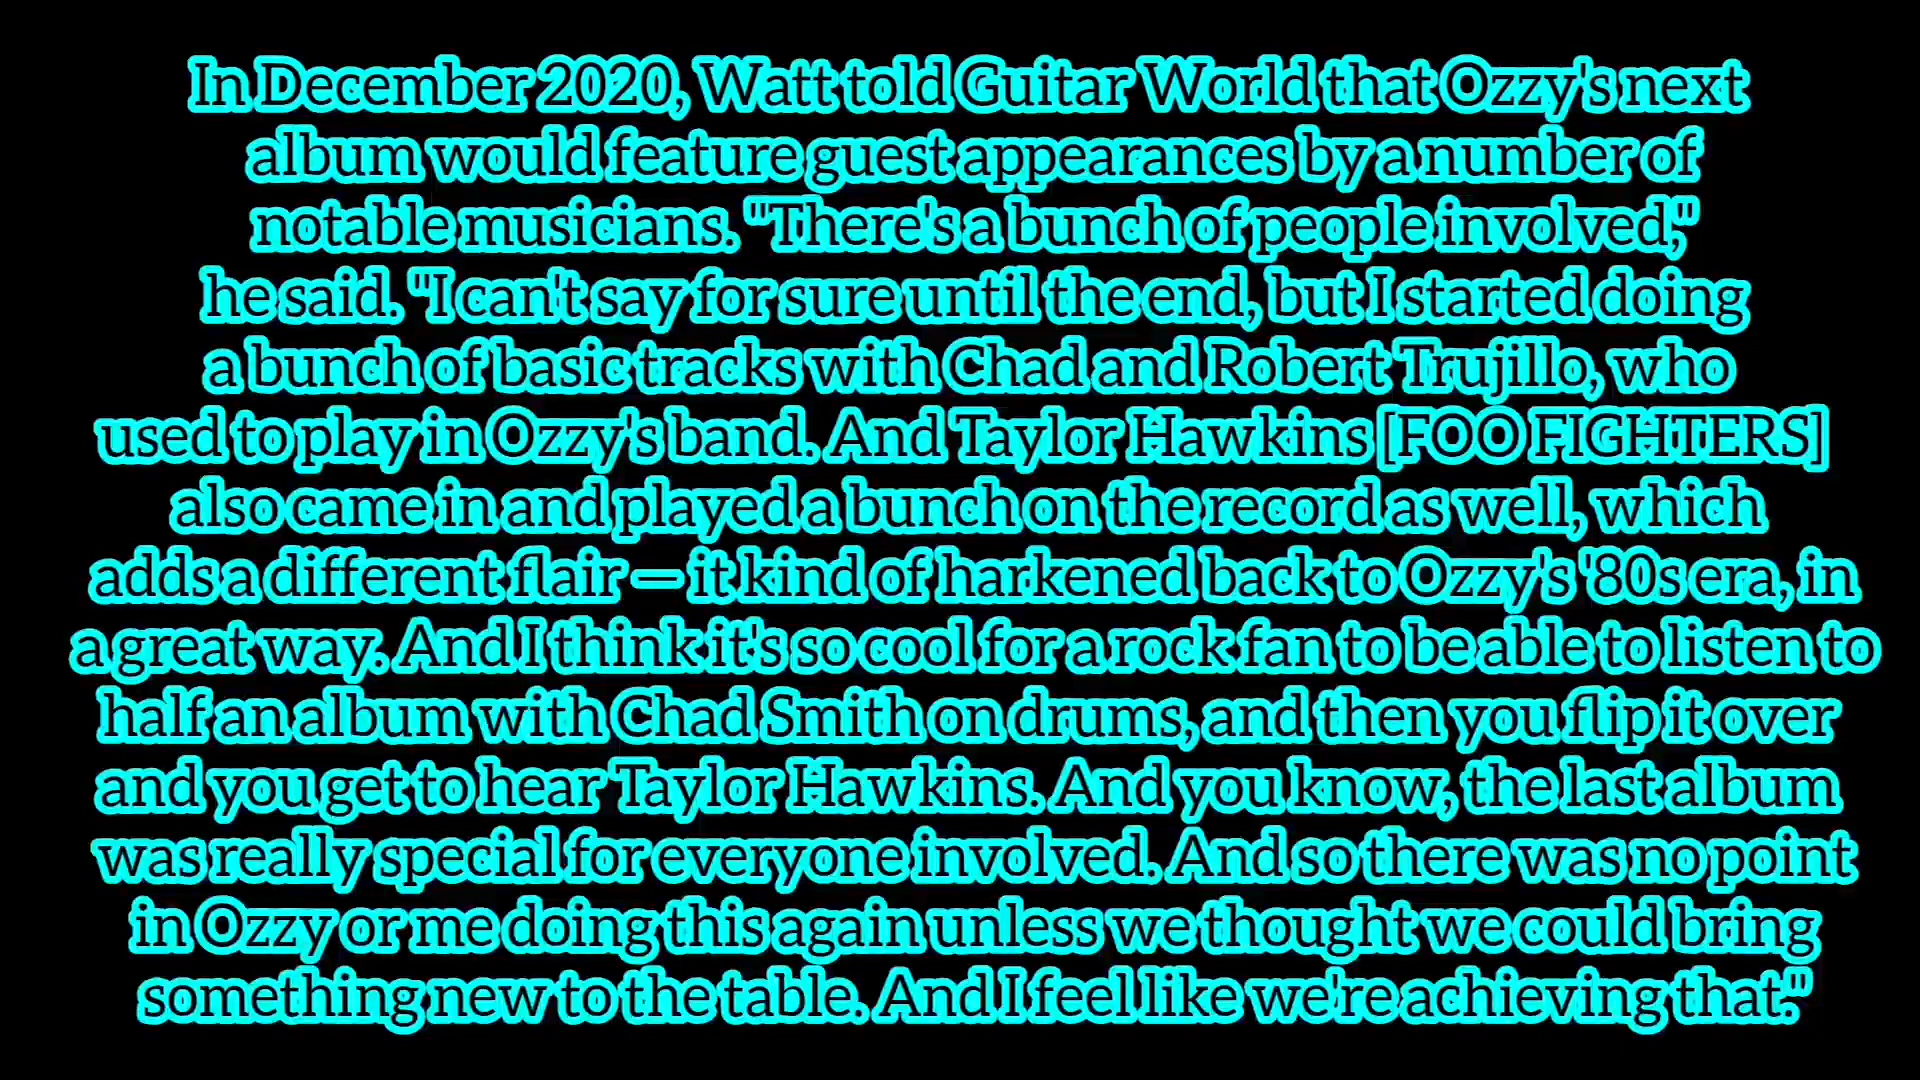 In December 2020, Watt told Guitar World that Ozzy's next
album would feature guest appearances by a number of
notable musicians. "There's a bunch of people involved,"
he said. "I can't say for sure until the end, but I started doing
a bunch of basic tracks with Chad and Robert Trujillo, who
used to play in Ozzy's band. And Taylor Hawkins [FOO FIGHTERS]
also came in and played a bunch on the record as well, which
adds a different flair — it kind of harkened back to Ozzy's '80s era, in
a great way. And I think it's so cool for a rock fan to be able to listen to
half an album with Chad Smith on drums, and then you flip it over
and you get to hear Taylor Hawkins. And you know, the last album
was really special for everyone involved. And so there was no point
in Ozzy or me doing this again unless we thought we could bring
something new to the table. And I feel like we're achieving that."